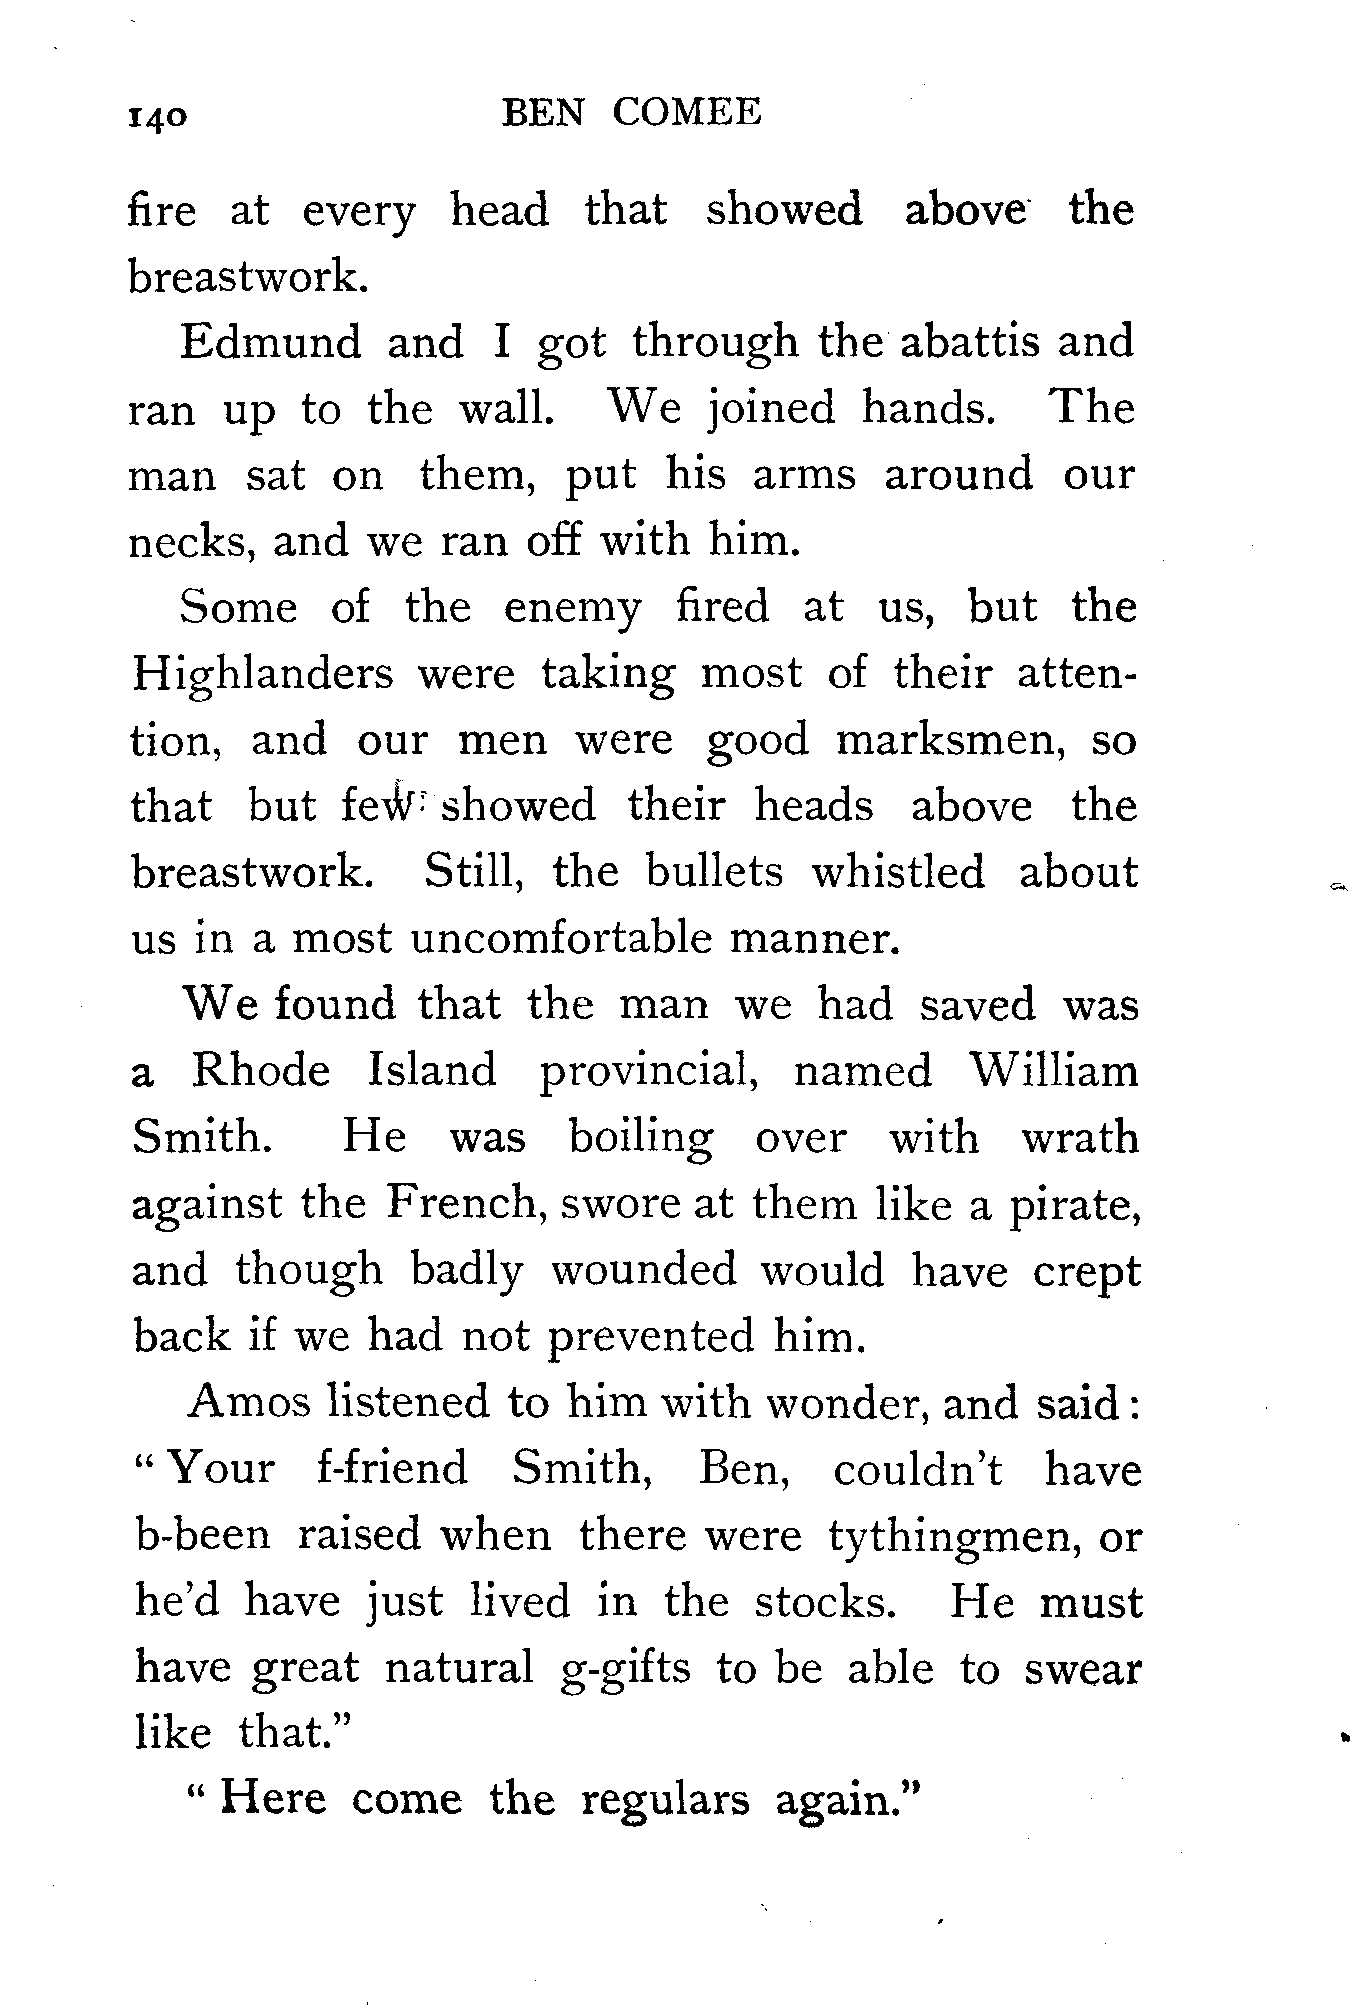 140 BEN COMEE
fire at every head that showed above the
breastwork.
Edmund and I got through the abattis and
ran up to the wall. We joined hands. The
man sat on them, put his arms around our
necks, and we ran off with him.
Some of the enemy fired at us, but the
Highlanders were taking most of their atten-
tion, and our men were good marksmen, so
that but few showed their heads above the
breastwork. Still, the bullets whistled about
us in a most uncomfortable manner.
We found that the man we had saved was
a Rhode Island provincial, named William
Smith. He was boiling over with wrath
against the French, swore at them like a pirate,
and though badly wounded would have crept
back if we had not prevented him.
Amos listened to him with wonder, and said:
“Your f-friend Smith, Ben, couldn't have
b-been raised when there were tythingmen, or
he'd have just lived in the stocks. He must
have great natural g-gifts to be able to swear
like that.”
“Here come the regulars again.”